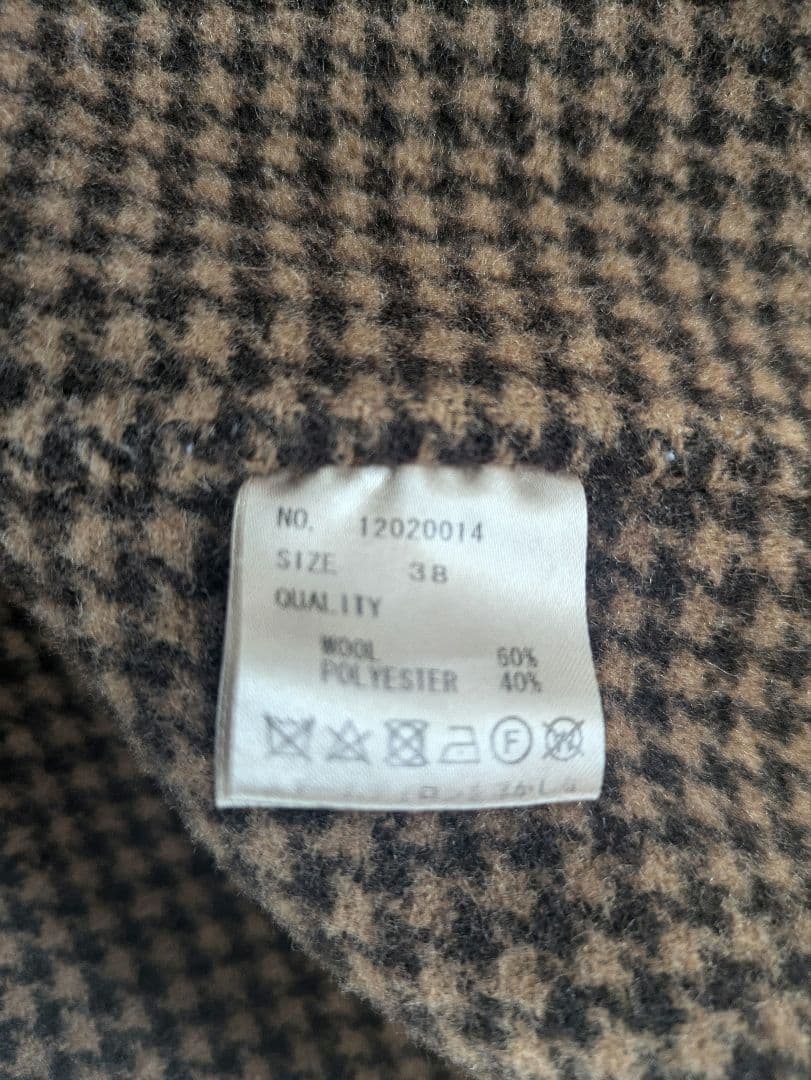 NO. 12020014
SIZE 38
QUALITY
WOOL 60%
POLYESTER 40%
F